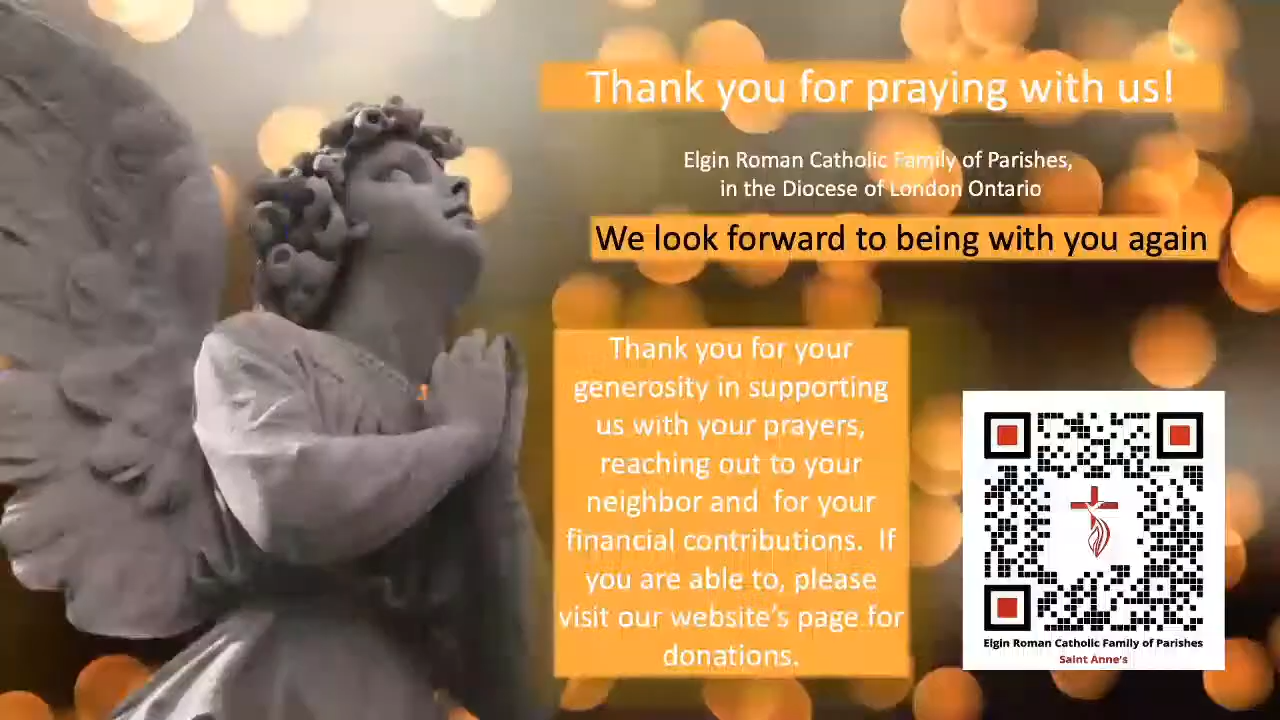 Thank you for praying with us!
Elgin Roman Catholic Family of Parishes,
in the Diocese of London Ontario
We look forward to being with you again
Thank you for your
generosity in supporting
us with your prayers,
reaching out to your
neighbor and  for your
financial contributions.  If
you are able to, please
visit our website’s page for
donations.
Elgin Roman Catholic Family of Parishes
Saint Anne's